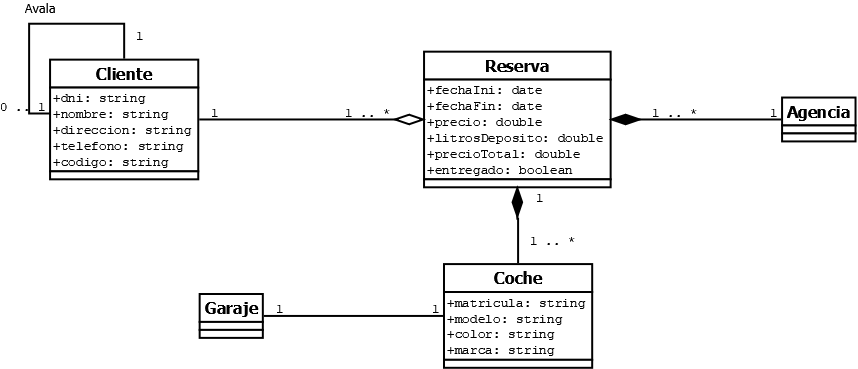 Avala
1
0 .. 1
Cliente
+dni: string
+nombre: string
+direccion: string
+telefono: string
+codigo: string
1
1 .. *
Reserva
+fechaIni: date
+fechaFin: date
+precio: double
+litrosDeposito: double
+precioTotal: double
+entregado: boolean
1 .. *
1
Agencia
1
1 .. *
Garaje
1
1
Coche
+matricula: string
+modelo: string
+color: string
+marca: string